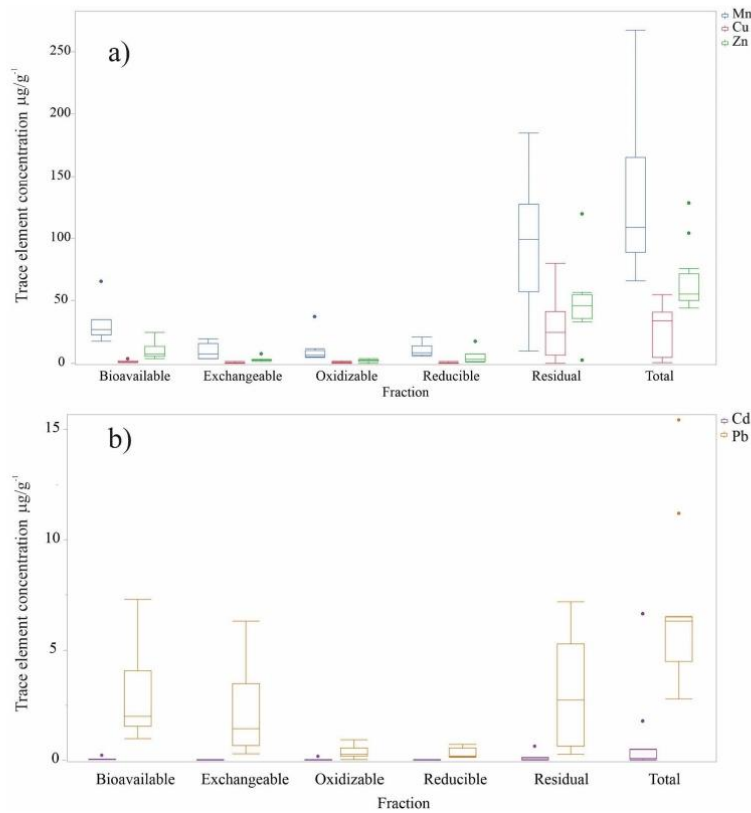 a)
Mn
Cu
Zn
Trace element concentration µg/g⁻¹
250
200
150
100
50
0
Bioavailable Exchangeable Oxidizable Reducible Residual Total
Fraction
b)
Cd
Pb
Trace element concentration µg/g⁻¹
15
10
5
0
Bioavailable Exchangeable Oxidizable Reducible Residual Total
Fraction